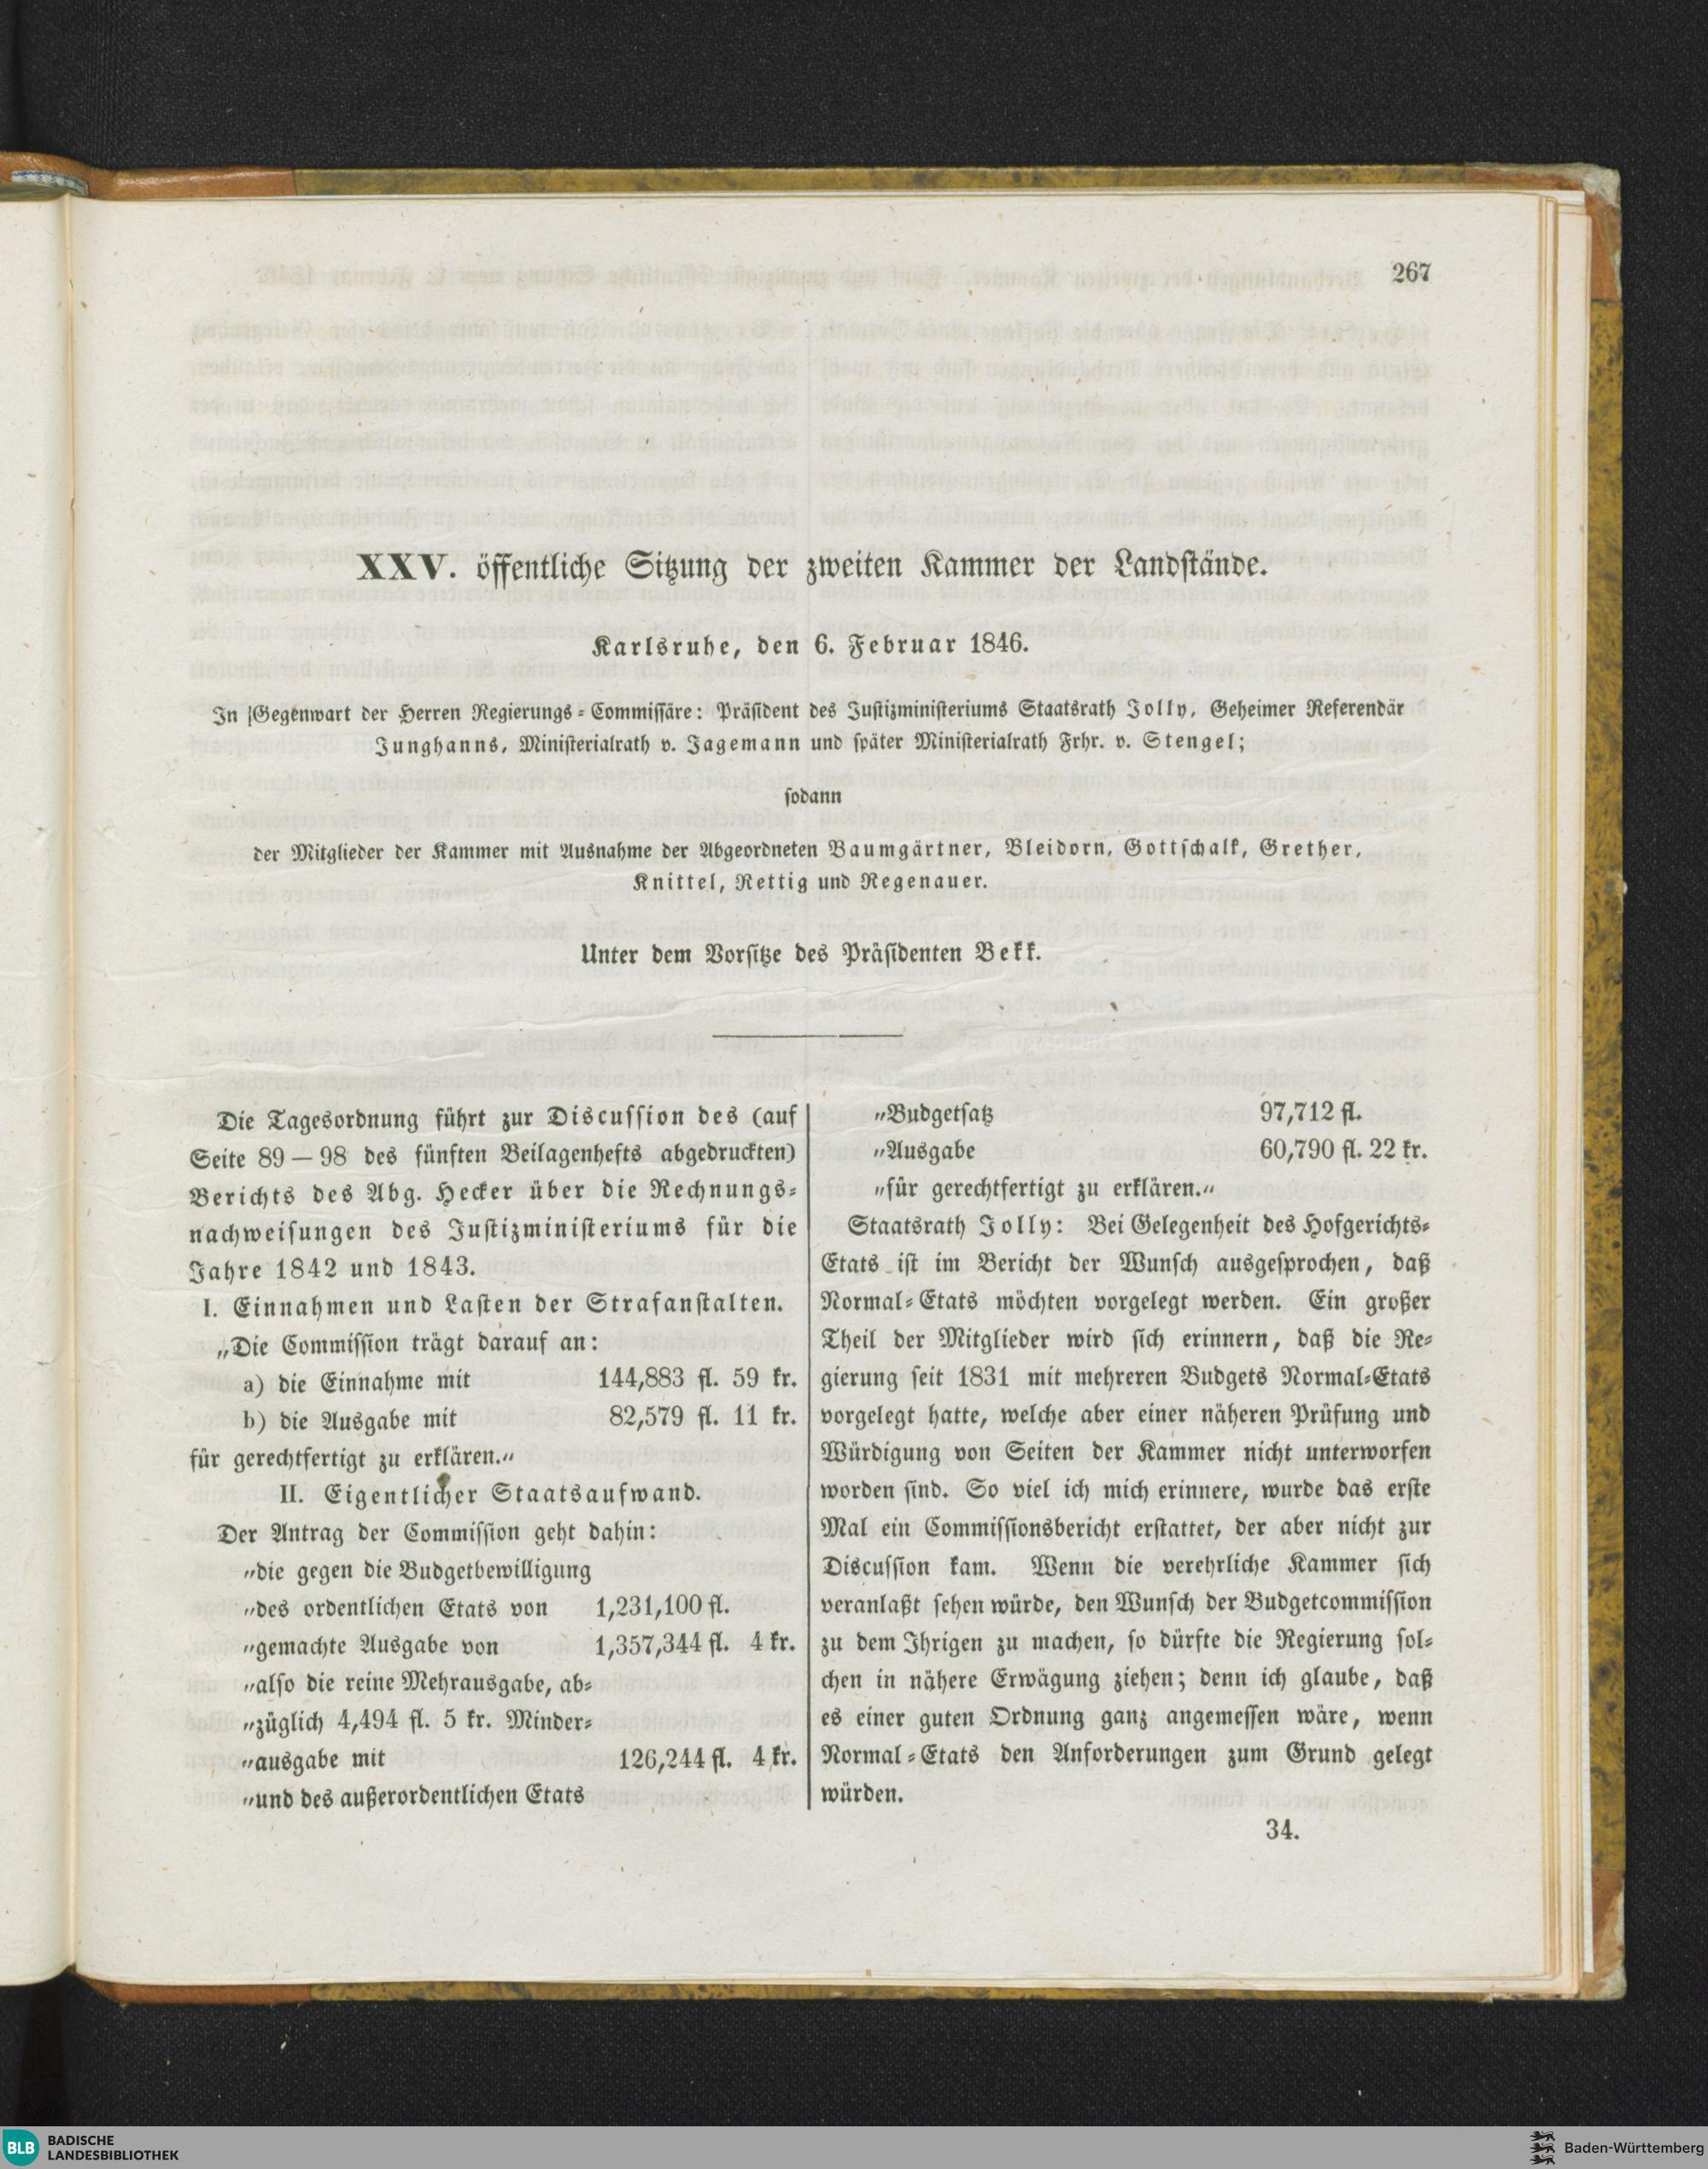 267
XXV. öffentliche Sitzung der zweiten Kammer der Landstände.
Karlsruhe, den 6. Februar 1846.
In Gegenwart der Herren Regierungs-Commissäre: Präsident des Justizministeriums Staatsrath Jolly, Geheimer Referendär
Junghanns, Ministerialrath v. Jagemann und später Ministerialrath Frhr. v. Stengel;
sodann
der Mitglieder der Kammer mit Ausnahme der Abgeordneten Baumgärtner, Bleidorn, Gottschalk, Grether,
Knittel, Rettig und Regenauer.
Unter dem Vorsitze des Präsidenten Bekk.
Die Tagesordnung führt zur Discussion des (auf
Seite 89 — 98 des fünften Beilagenhefts abgedruckten)
Berichts des Abg. Hecker über die Rechnungs-
nachweisungen des Justizministeriums für die
Jahre 1842 und 1843.
I. Einnahmen und Lasten der Strafanstalten.
„Die Commission trägt darauf an:
a) die Einnahme mit 144,883 fl. 59 kr.
b) die Ausgabe mit 82,579 fl. 11 kr.
für gerechtfertigt zu erklären.“
II. Eigentlicher Staatsaufwand.
Der Antrag der Commission geht dahin:
„die gegen die Budgetbewilligung
„des ordentlichen Etats von 1,231,100 fl.
„gemachte Ausgabe von 1,357,344 fl. 4 kr.
„also die reine Mehrausgabe, ab-
„züglich 4,494 fl. 5 kr. Minder-
„ausgabe mit 126,244 fl. 4 kr.
„und des außerordentlichen Etats
„Budgetsatz 97,712 fl.
„Ausgabe 60,790 fl. 22 kr.
„für gerechtfertigt zu erklären.“
Staatsrath Jolly: Bei Gelegenheit des Hofgerichts-
Etats ist im Bericht der Wunsch ausgesprochen, daß
Normal-Etats möchten vorgelegt werden. Ein großer
Theil der Mitglieder wird sich erinnern, daß die Re-
gierung seit 1831 mit mehreren Budgets Normal-Etats
vorgelegt hatte, welche aber einer näheren Prüfung und
Würdigung von Seiten der Kammer nicht unterworfen
worden sind. So viel ich mich erinnere, wurde das erste
Mal ein Commissionsbericht erstattet, der aber nicht zur
Discussion kam. Wenn die verehrliche Kammer sich
veranlaßt sehen würde, den Wunsch der Budgetcommission
zu dem Ihrigen zu machen, so dürfte die Regierung sol-
chen in nähere Erwägung ziehen; denn ich glaube, daß
es einer guten Ordnung ganz angemessen wäre, wenn
Normal-Etats den Anforderungen zum Grund gelegt
würden.
34.
BLB BADISCHE
LANDESBIBLIOTHEK
Baden-Württemberg